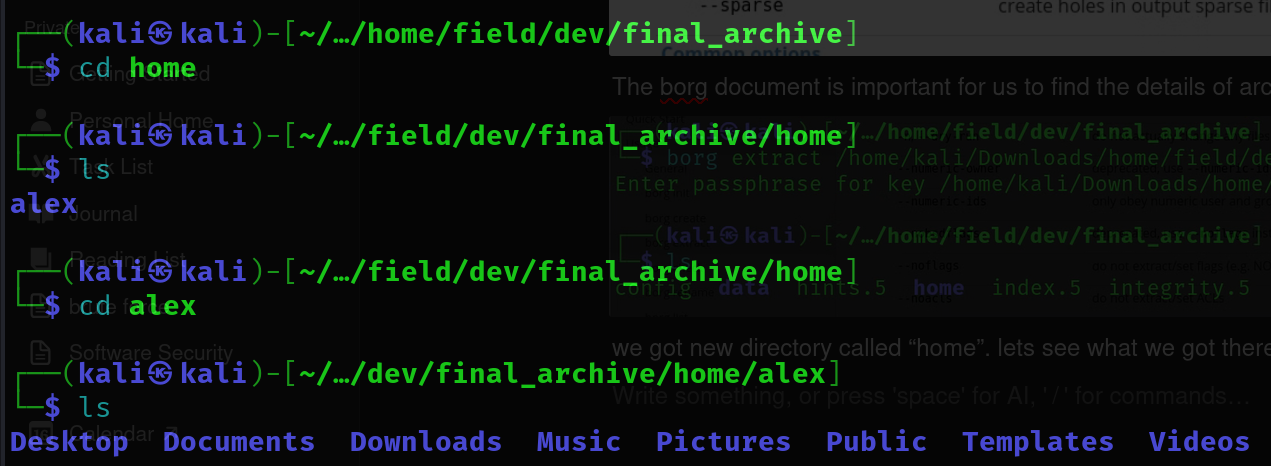 ┌──(kali㉿kali)-[~/…/home/field/dev/final_archive]
└─$ cd home
┌──(kali㉿kali)-[~/…/field/dev/final_archive/home]
└─$ ls
alex
┌──(kali㉿kali)-[~/…/field/dev/final_archive/home]
└─$ cd alex
┌──(kali㉿kali)-[~/…/dev/final_archive/home/alex]
└─$ ls
Desktop Documents Downloads Music Pictures Public Templates Videos
Private
Getting Started
Personal Home
Task List
Journal
Reading List
Software Security
Calendar
--sparse create holes in output sparse
Common options
The borg document is important for us to find the details of
┌──(kali㉿kali)-[~/…/home/field/dev/final_archive]
└─$ borg extract /home/kali/Downloads/home/field/
Enter passphrase for key /home/kali/Downloads/home/
--numeric-ids
┌──(kali㉿kali)-[~/…/home/field/dev/final_archive]
└─$ ls
--noflags
config data hints.5 home index.5 integrity.5
we got new directory called “home”. lets see what we got there
Write something, or press 'space' for AI, '/' for commands…